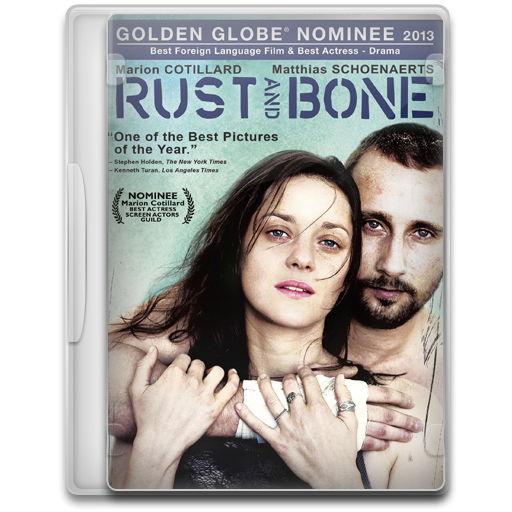 GOLDEN GLOBE® NOMINEE 2013
Best Foreign Language Film & Best Actress - Drama
Marion COTILLARD Matthias SCHOENAERTS
RUST AND BONE
“One of the Best Pictures
of the Year.”
– Stephen Holden, The New York Times
– Kenneth Turan, Los Angeles Times
NOMINEE
Marion Cotillard
BEST ACTRESS
SCREEN ACTORS
GUILD